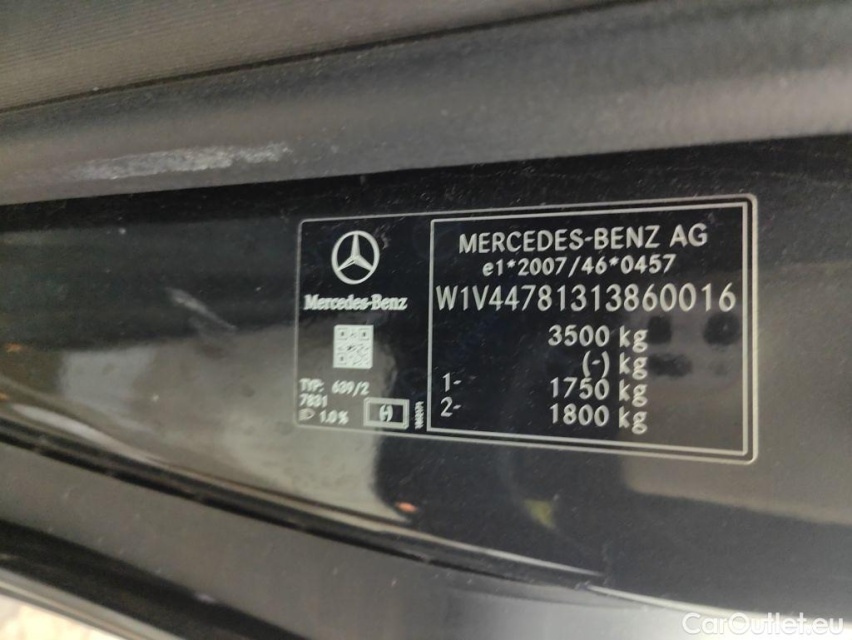 MERCEDES-BENZ AG
e1*2007/46*0457
W1V44781313860016
3500 kg
(-) kg
1- 1750 kg
2- 1800 kg
Mercedes-Benz
TYP: 639/2
7831
1.0%
CarOutlet.eu